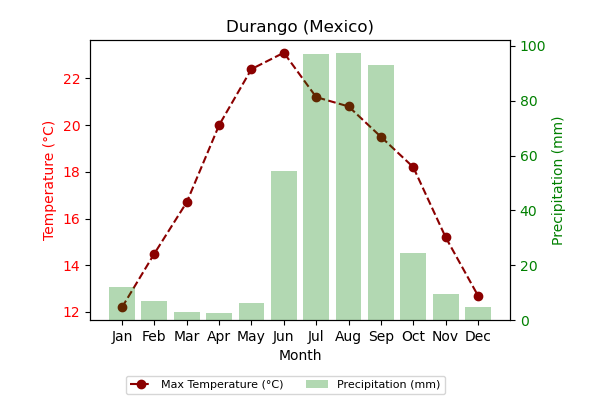 Durango (Mexico)
Temperature (°C)
22
20
18
16
14
12
100
80
60
40
20
0
Precipitation (mm)
Jan Feb Mar Apr May Jun Jul Aug Sep Oct Nov Dec
Month
Max Temperature (°C) Precipitation (mm)